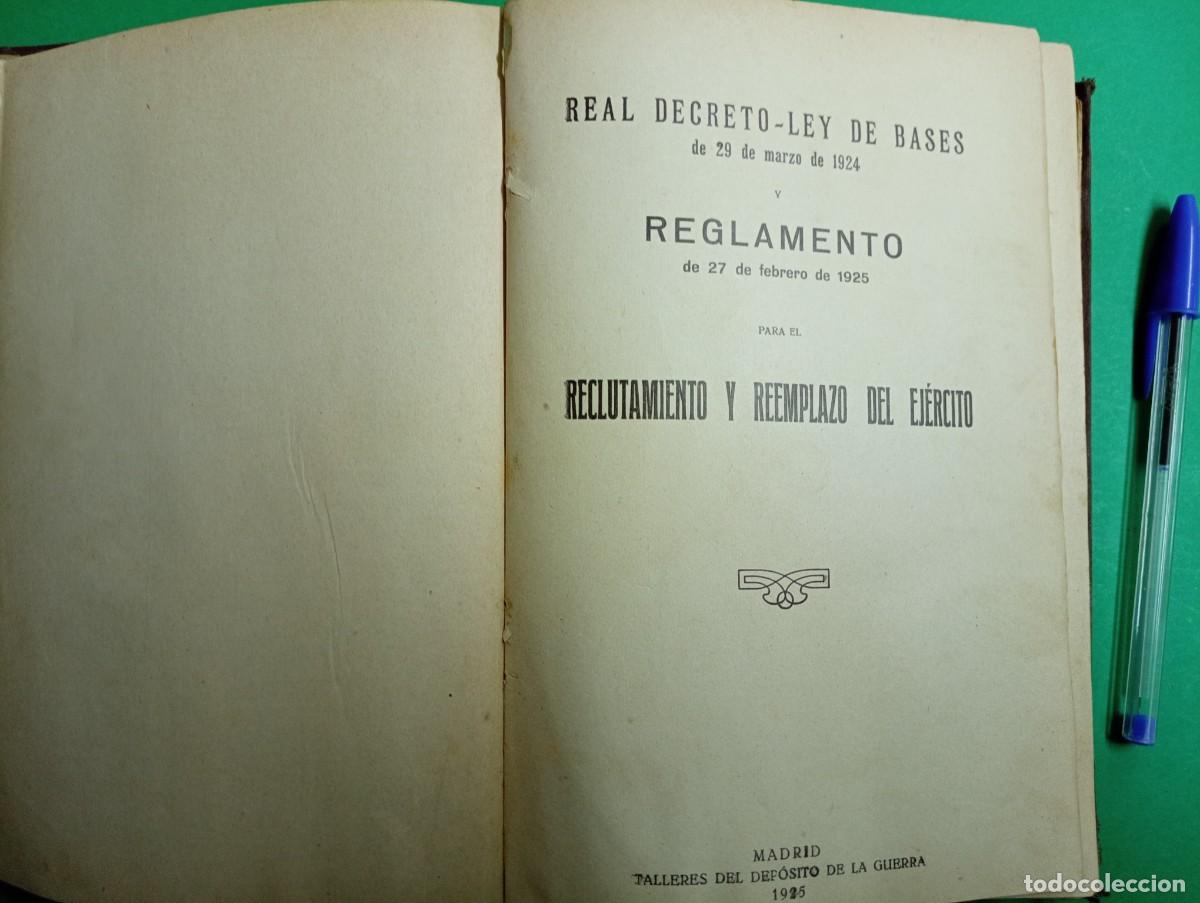 REAL DECRETO-LEY DE BASES
de 29 de marzo de 1924
Y
REGLAMENTO
de 27 de febrero de 1925
PARA EL
RECLUTAMIENTO Y REEMPLAZO DEL EJÉRCITO
MADRID
TALLERES DEL DEPÓSITO DE LA GUERRA
1925
todocoleccion